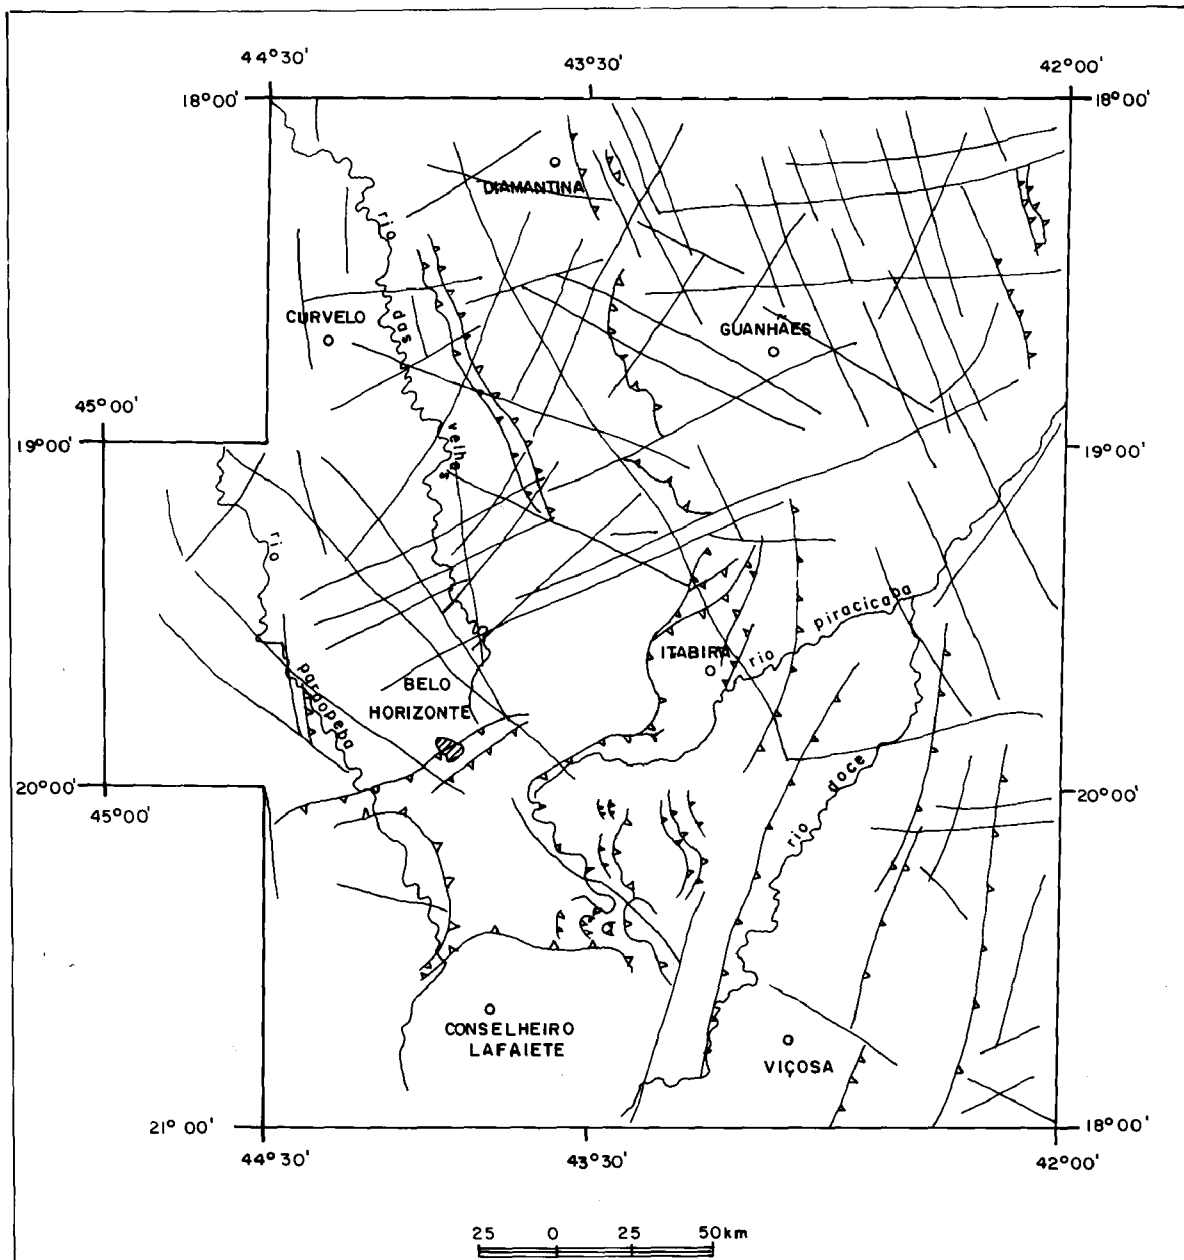 44°30'
43°30'
42°00'
18°00'
18°00'
DIAMANTINA
rio
das
velhas
CURVELO
GUANHÃES
45°00'
19°00'
19°00'
rio
paraopeba
piracicaba
rio
ITABIRA
BELO
HORIZONTE
20°00'
45°00'
20°00'
rio
doce
CONSELHEIRO
LAFAIETE
VIÇOSA
21°00'
18°00'
44°30'
43°30'
42°00'
25 0 25 50km